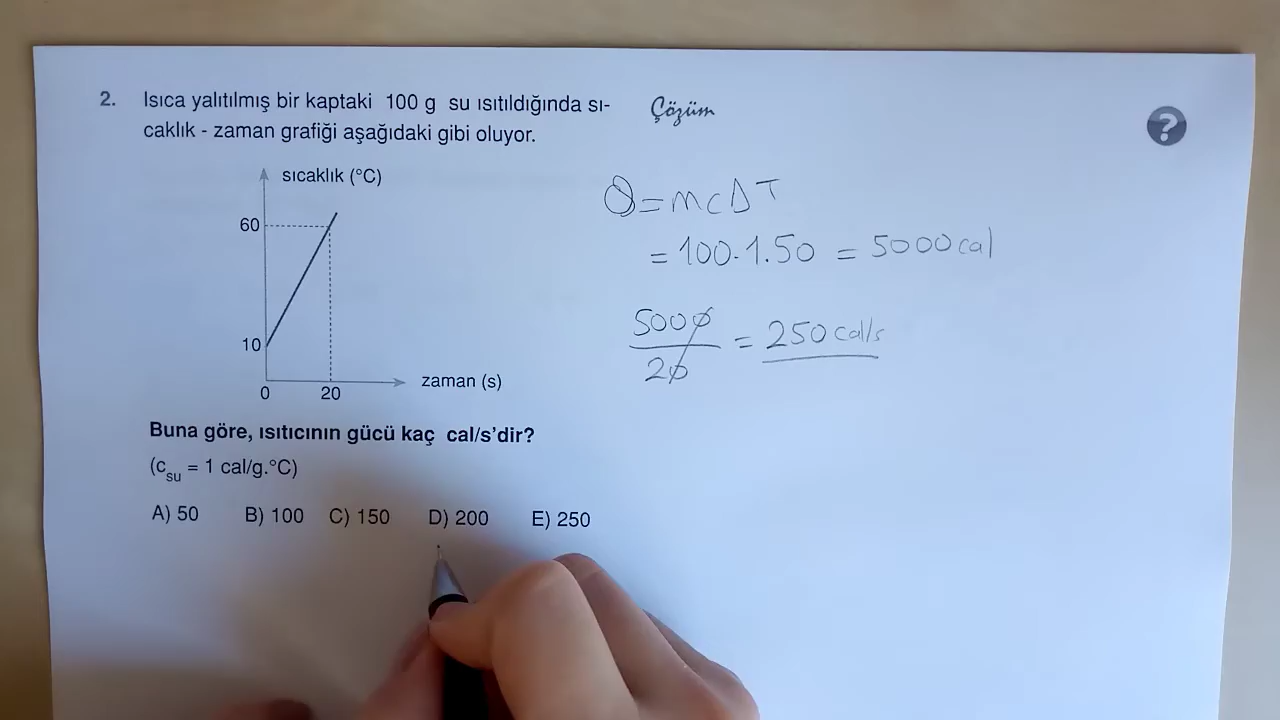 2. Isıca yalıtılmış bir kaptaki 100 g su ısıtıldığında sı-
caklık - zaman grafiği aşağıdaki gibi oluyor.
sıcaklık (°C)
60
10
0
20
zaman (s)
Buna göre, ısıtıcının gücü kaç cal/s'dir?
(c_su = 1 cal/g.°C)
A) 50 B) 100 C) 150 D) 200 E) 250
Çözüm
Q = mcΔT
= 100.1.50 = 5000 cal
5000/20 = 250 cal/s
?